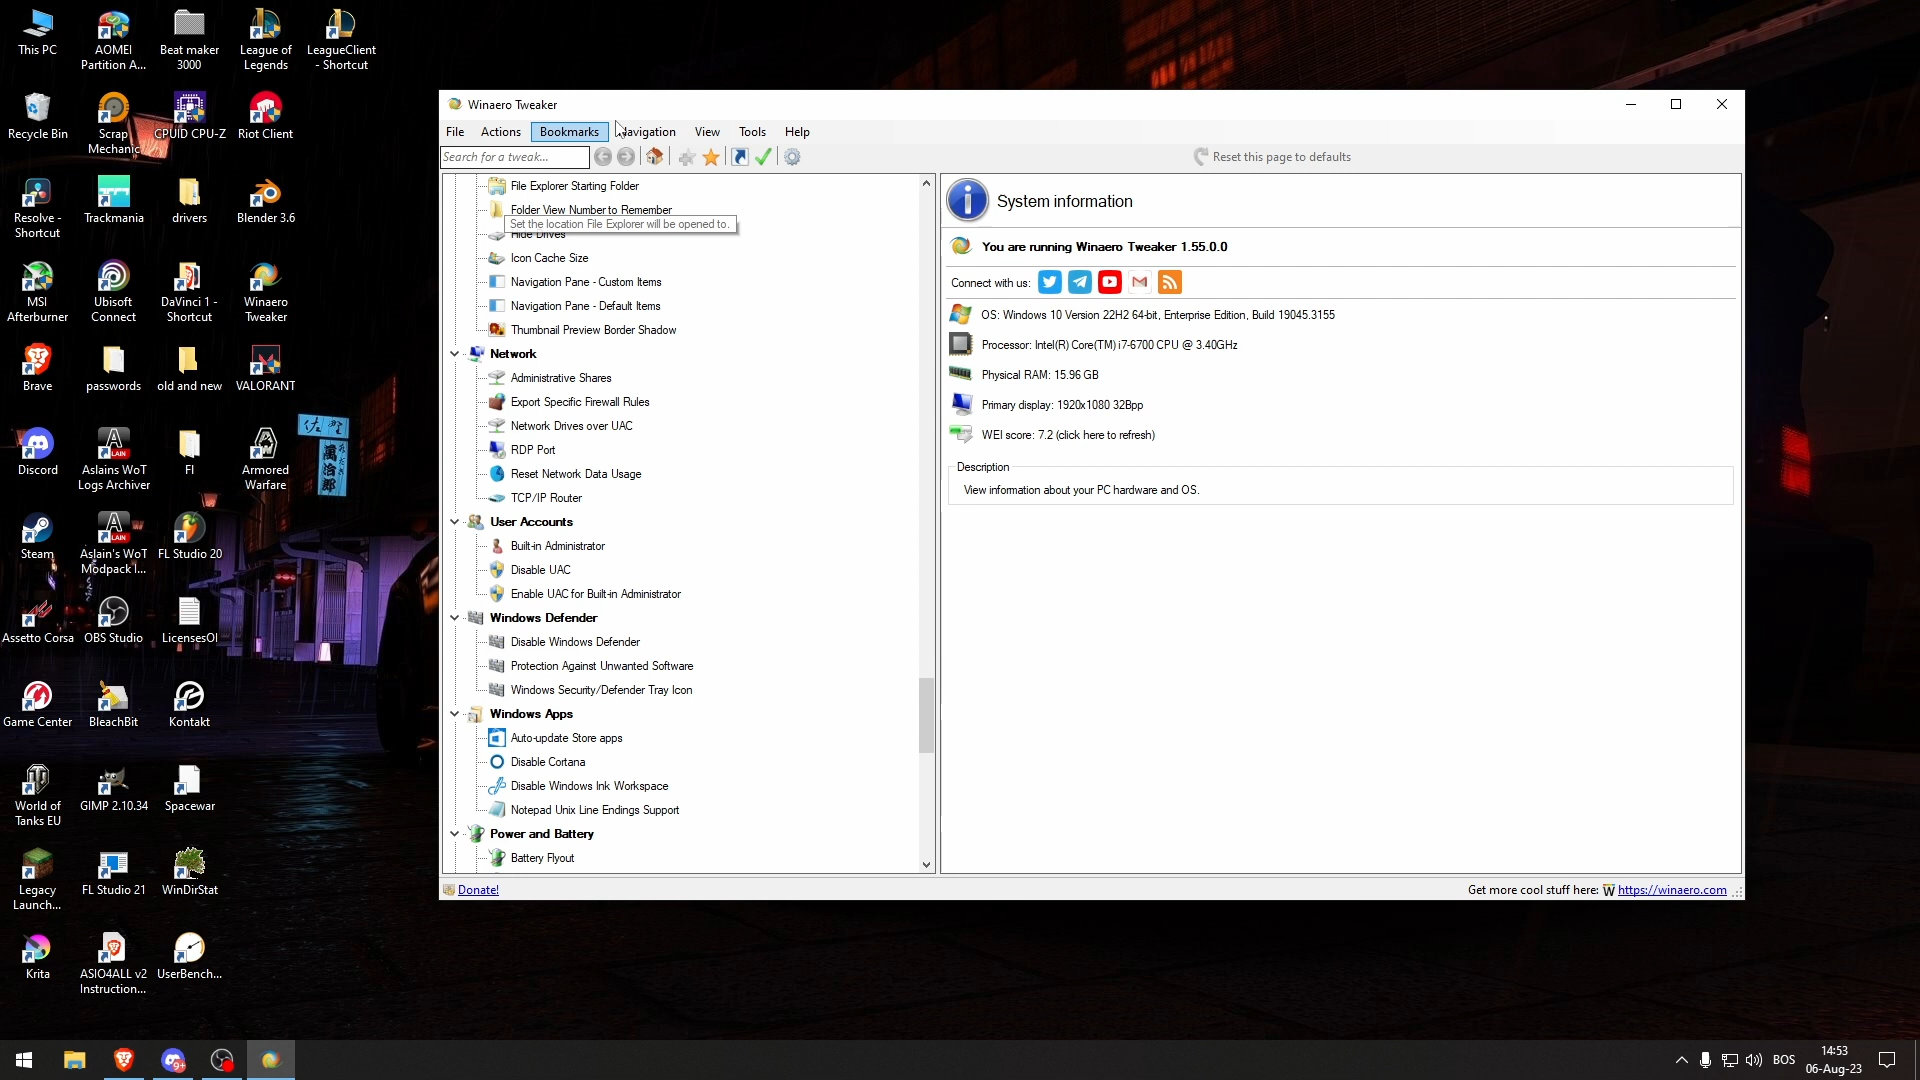 This PC
AOMEI
Partition A...
Beat maker
3000
League of
Legends
LeagueClient
- Shortcut
Recycle Bin
Scrap
Mechanic
CPUID CPU-Z
Riot Client
Resolve -
Shortcut
Trackmania
drivers
Blender 3.6
MSI
Afterburner
Ubisoft
Connect
DaVinci 1 -
Shortcut
Winaero
Tweaker
Brave
passwords
old and new
VALORANT
Discord
Aslains WoT
Logs Archiver
Fl
Armored
Warfare
Steam
Aslain's WoT
Modpack I...
FL Studio 20
Assetto Corsa
OBS Studio
LicensesOl
Game Center
BleachBit
Kontakt
World of
Tanks EU
GIMP 2.10.34
Spacewar
Legacy
Launch...
FL Studio 21
WinDirStat
Krita
ASIO4ALL v2
Instruction...
UserBench...
Winaero Tweaker
File Actions Bookmarks Navigation View Tools Help
Search for a tweak...
Reset this page to defaults
File Explorer Starting Folder
Folder View Number to Remember
Set the location File Explorer will be opened to.
Hide Drives
Icon Cache Size
Navigation Pane - Custom Items
Navigation Pane - Default Items
Thumbnail Preview Border Shadow
Network
Administrative Shares
Export Specific Firewall Rules
Network Drives over UAC
RDP Port
Reset Network Data Usage
TCP/IP Router
User Accounts
Built-in Administrator
Disable UAC
Enable UAC for Built-in Administrator
Windows Defender
Disable Windows Defender
Protection Against Unwanted Software
Windows Security/Defender Tray Icon
Windows Apps
Auto-update Store apps
Disable Cortana
Disable Windows Ink Workspace
Notepad Unix Line Endings Support
Power and Battery
Battery Flyout
System information
You are running Winaero Tweaker 1.55.0.0
Connect with us:
OS: Windows 10 Version 22H2 64-bit, Enterprise Edition, Build 19045.3155
Processor: Intel(R) Core(TM) i7-6700 CPU @ 3.40GHz
Physical RAM: 15.96 GB
Primary display: 1920x1080 32Bpp
WEI score: 7.2 (click here to refresh)
Description
View information about your PC hardware and OS.
Donate!
Get more cool stuff here: W https://winaero.com
9+
BOS
14:53
06-Aug-23